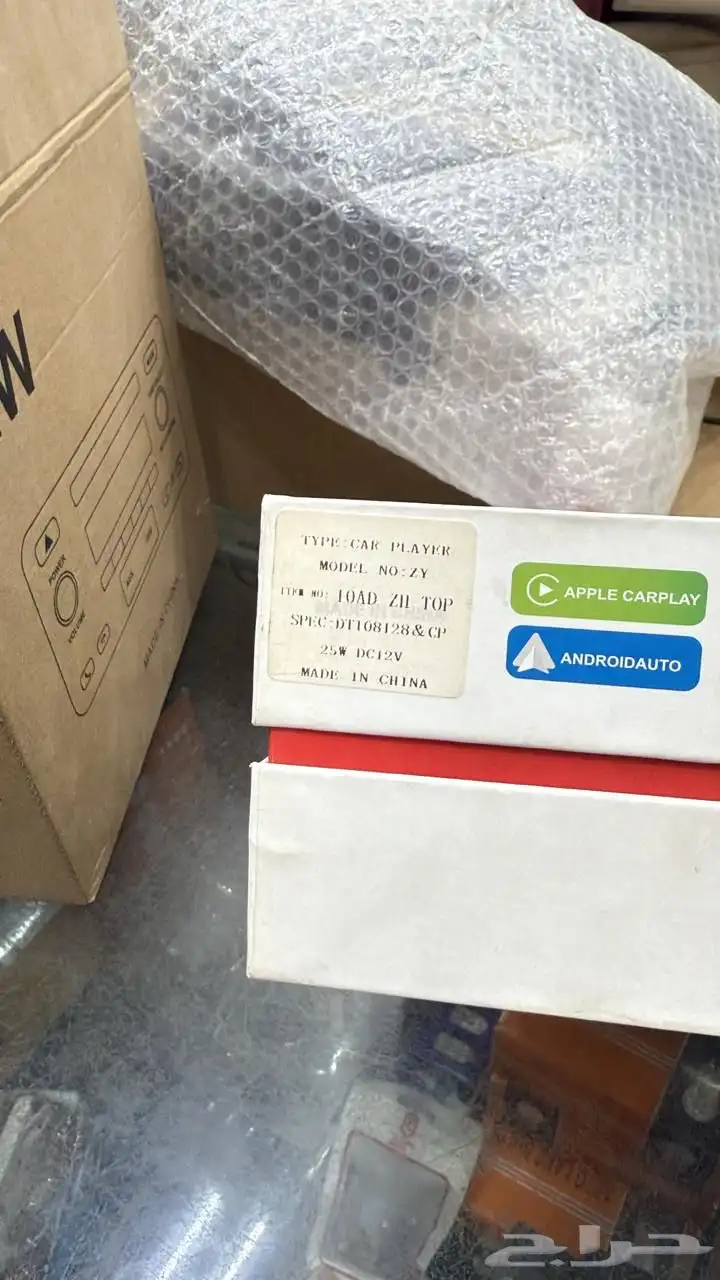 W
POWER
VOLUME
TYPE:CAR PLAYER
MODEL NO:ZY
ITEM NO: 10AD ZH TOP
SPEC:DT108128&CP
25W DC12V
MADE IN CHINA
APPLE CARPLAY
ANDROIDAUTO
حراج